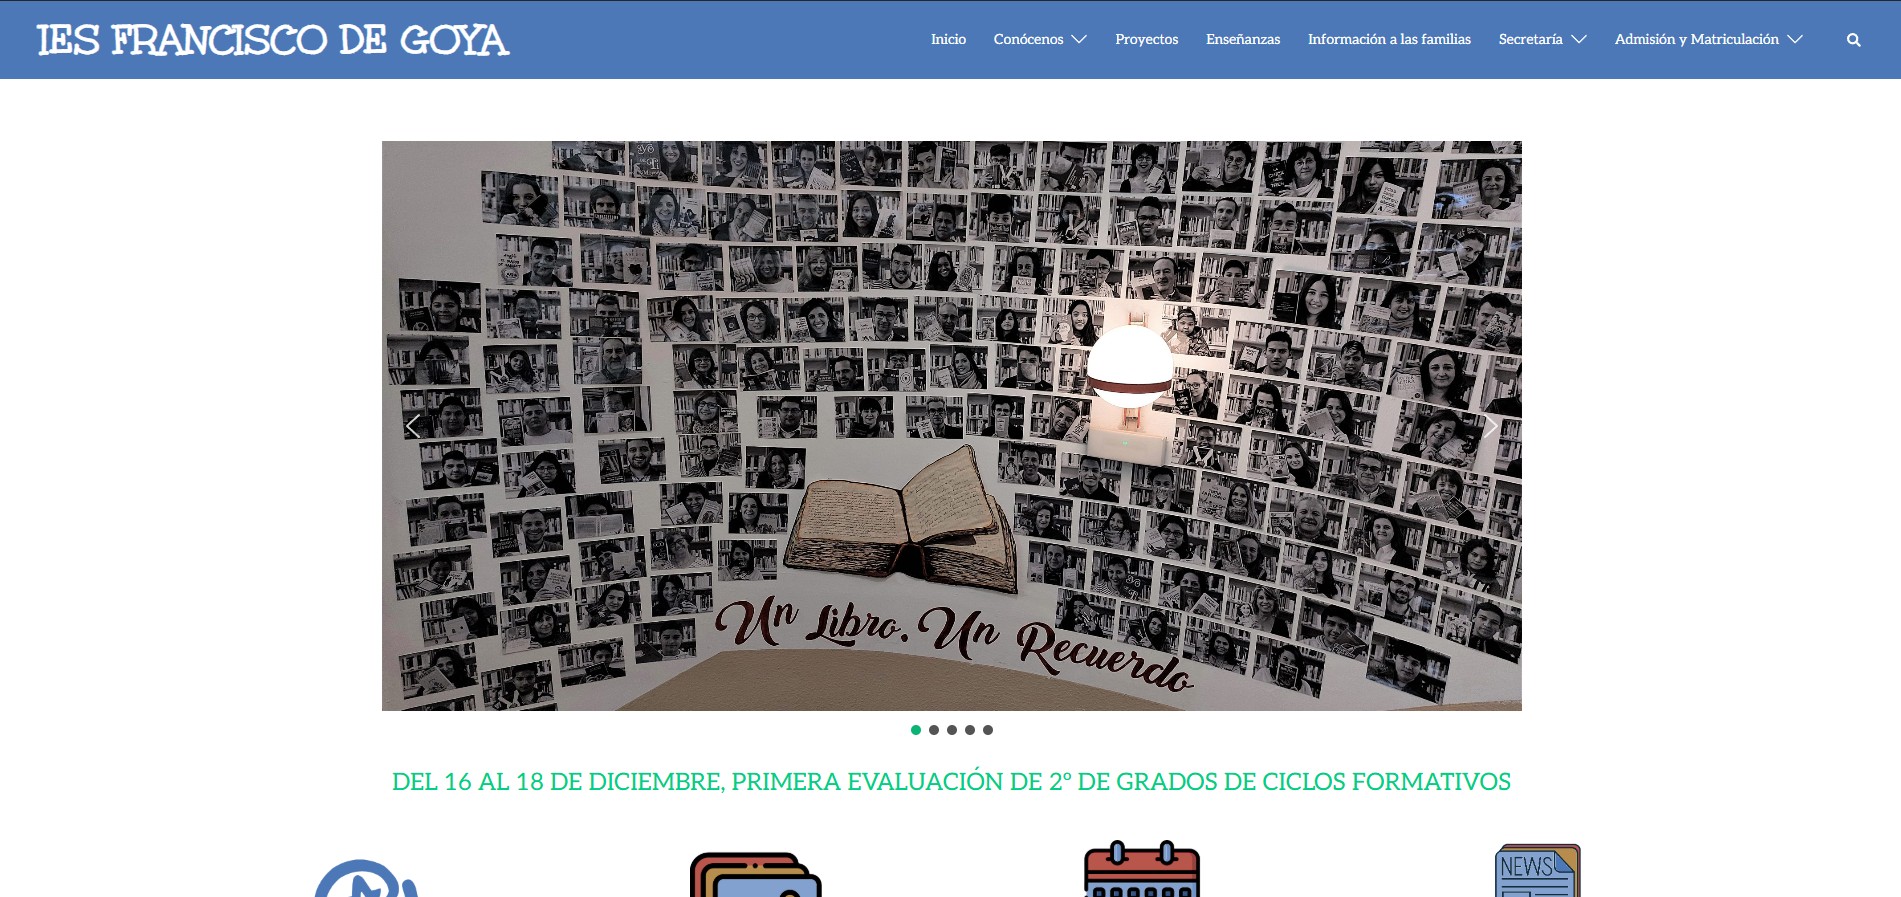 IES FRANCISCO DE GOYA
Inicio Conócenos Proyectos Enseñanzas Información a las familias Secretaría Admisión y Matriculación
Un Libro. Un Recuerdo
DEL 16 AL 18 DE DICIEMBRE, PRIMERA EVALUACIÓN DE 2º DE GRADOS DE CICLOS FORMATIVOS
NEWS